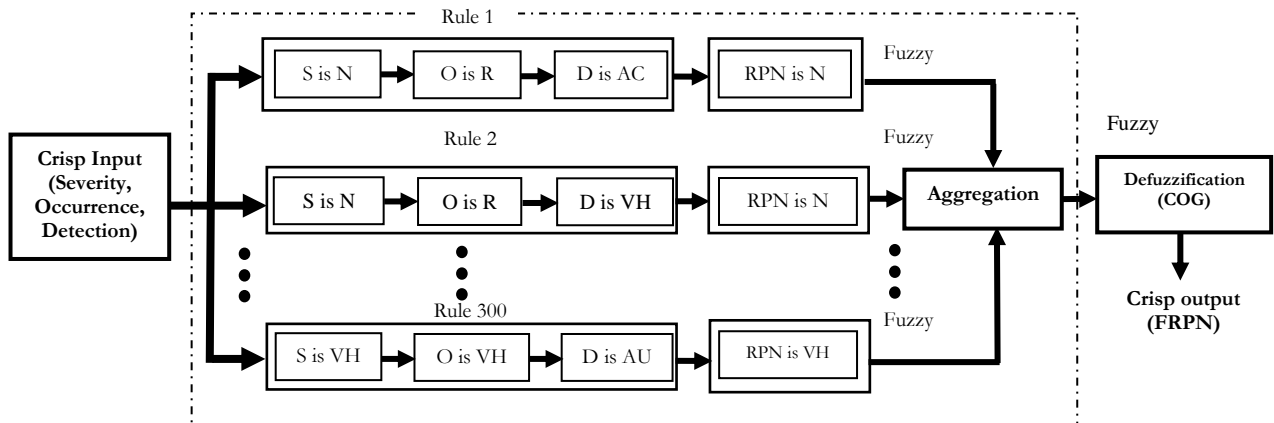 Rule 1
Fuzzy
S is N
O is R
D is AC
RPN is N
Rule 2
Fuzzy
Fuzzy
Crisp Input
(Severity,
Occurrence,
Detection)
S is N
O is R
D is VH
RPN is N
Aggregation
Defuzzification
(COG)
Rule 300
Fuzzy
S is VH
O is VH
D is AU
RPN is VH
Crisp output
(FRPN)